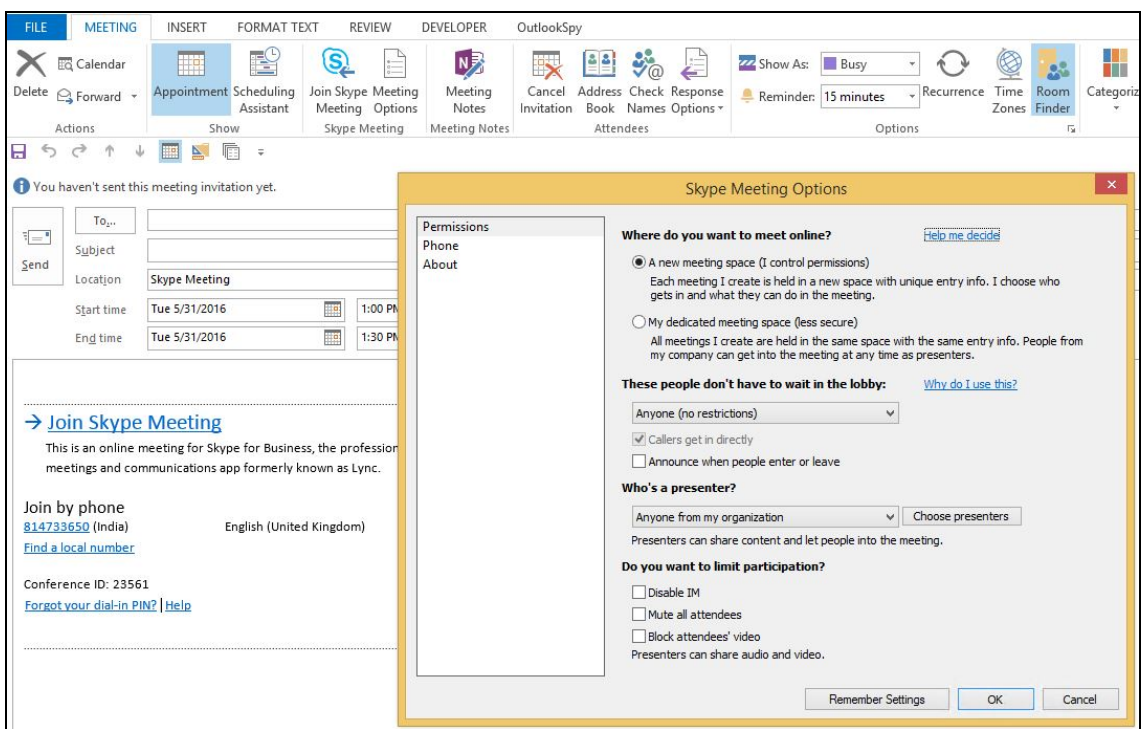 FILE MEETING INSERT FORMAT TEXT REVIEW DEVELOPER OutlookSpy
Delete
Calendar
Forward
Actions
Appointment
Scheduling
Assistant
Show
Join Skype
Meeting
Meeting
Options
Skype Meeting
Meeting
Notes
Meeting Notes
Cancel
Invitation
Address
Book
Check
Names
Response
Options
Attendees
Show As: Busy
Reminder: 15 minutes
Recurrence
Time
Zones
Room
Finder
Options
Categoriz
You haven't sent this meeting invitation yet.
Send
To...
Subject
Location Skype Meeting
Start time Tue 5/31/2016 1:00 PM
End time Tue 5/31/2016 1:30 PM
→ Join Skype Meeting
This is an online meeting for Skype for Business, the profession
meetings and communications app formerly known as Lync.
Join by phone
814733650 (India) English (United Kingdom)
Find a local number
Conference ID: 23561
Forgot your dial-in PIN? | Help
Skype Meeting Options
Permissions
Phone
About
Where do you want to meet online? Help me decide
A new meeting space (I control permissions)
Each meeting I create is held in a new space with unique entry info. I choose who
gets in and what they can do in the meeting.
My dedicated meeting space (less secure)
All meetings I create are held in the same space with the same entry info. People from
my company can get into the meeting at any time as presenters.
These people don't have to wait in the lobby: Why do I use this?
Anyone (no restrictions)
Callers get in directly
Announce when people enter or leave
Who's a presenter?
Anyone from my organization Choose presenters
Presenters can share content and let people into the meeting.
Do you want to limit participation?
Disable IM
Mute all attendees
Block attendees' video
Presenters can share audio and video.
Remember Settings OK Cancel